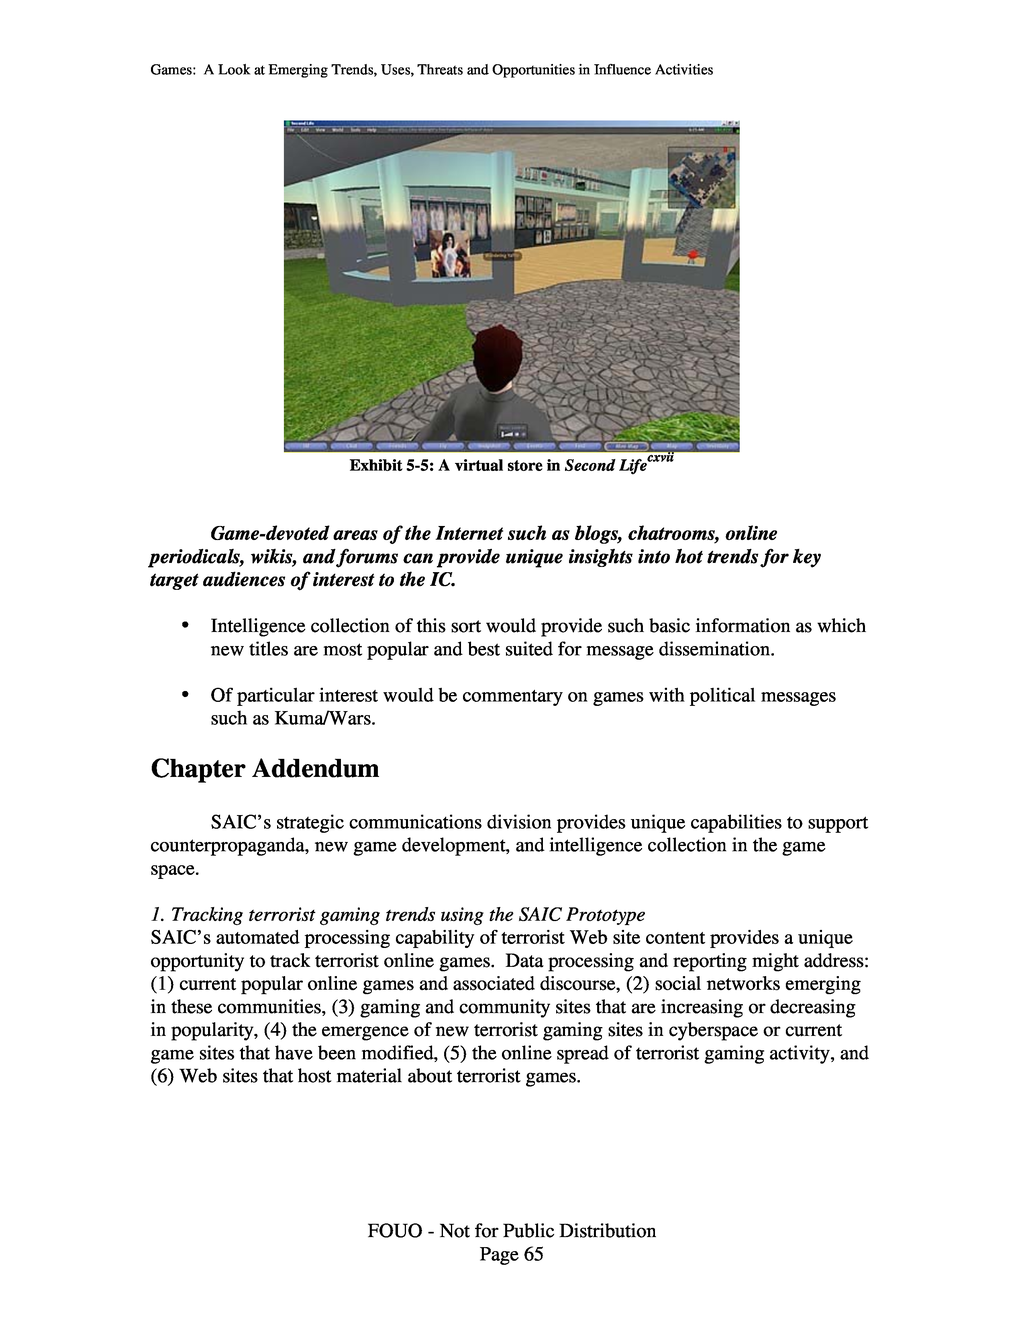 Games: A Look at Emerging Trends, Uses, Threats and Opportunities in Influence Activities
Second Life
File Edit View World Tools Help
Exhibit 5-5: A virtual store in Second Life cxvii
Game-devoted areas of the Internet such as blogs, chatrooms, online
periodicals, wikis, and forums can provide unique insights into hot trends for key
target audiences of interest to the IC.
• Intelligence collection of this sort would provide such basic information as which
new titles are most popular and best suited for message dissemination.
• Of particular interest would be commentary on games with political messages
such as Kuma/Wars.
Chapter Addendum
SAIC’s strategic communications division provides unique capabilities to support
counterpropaganda, new game development, and intelligence collection in the game
space.
1. Tracking terrorist gaming trends using the SAIC Prototype
SAIC’s automated processing capability of terrorist Web site content provides a unique
opportunity to track terrorist online games. Data processing and reporting might address:
(1) current popular online games and associated discourse, (2) social networks emerging
in these communities, (3) gaming and community sites that are increasing or decreasing
in popularity, (4) the emergence of new terrorist gaming sites in cyberspace or current
game sites that have been modified, (5) the online spread of terrorist gaming activity, and
(6) Web sites that host material about terrorist games.
FOUO - Not for Public Distribution
Page 65